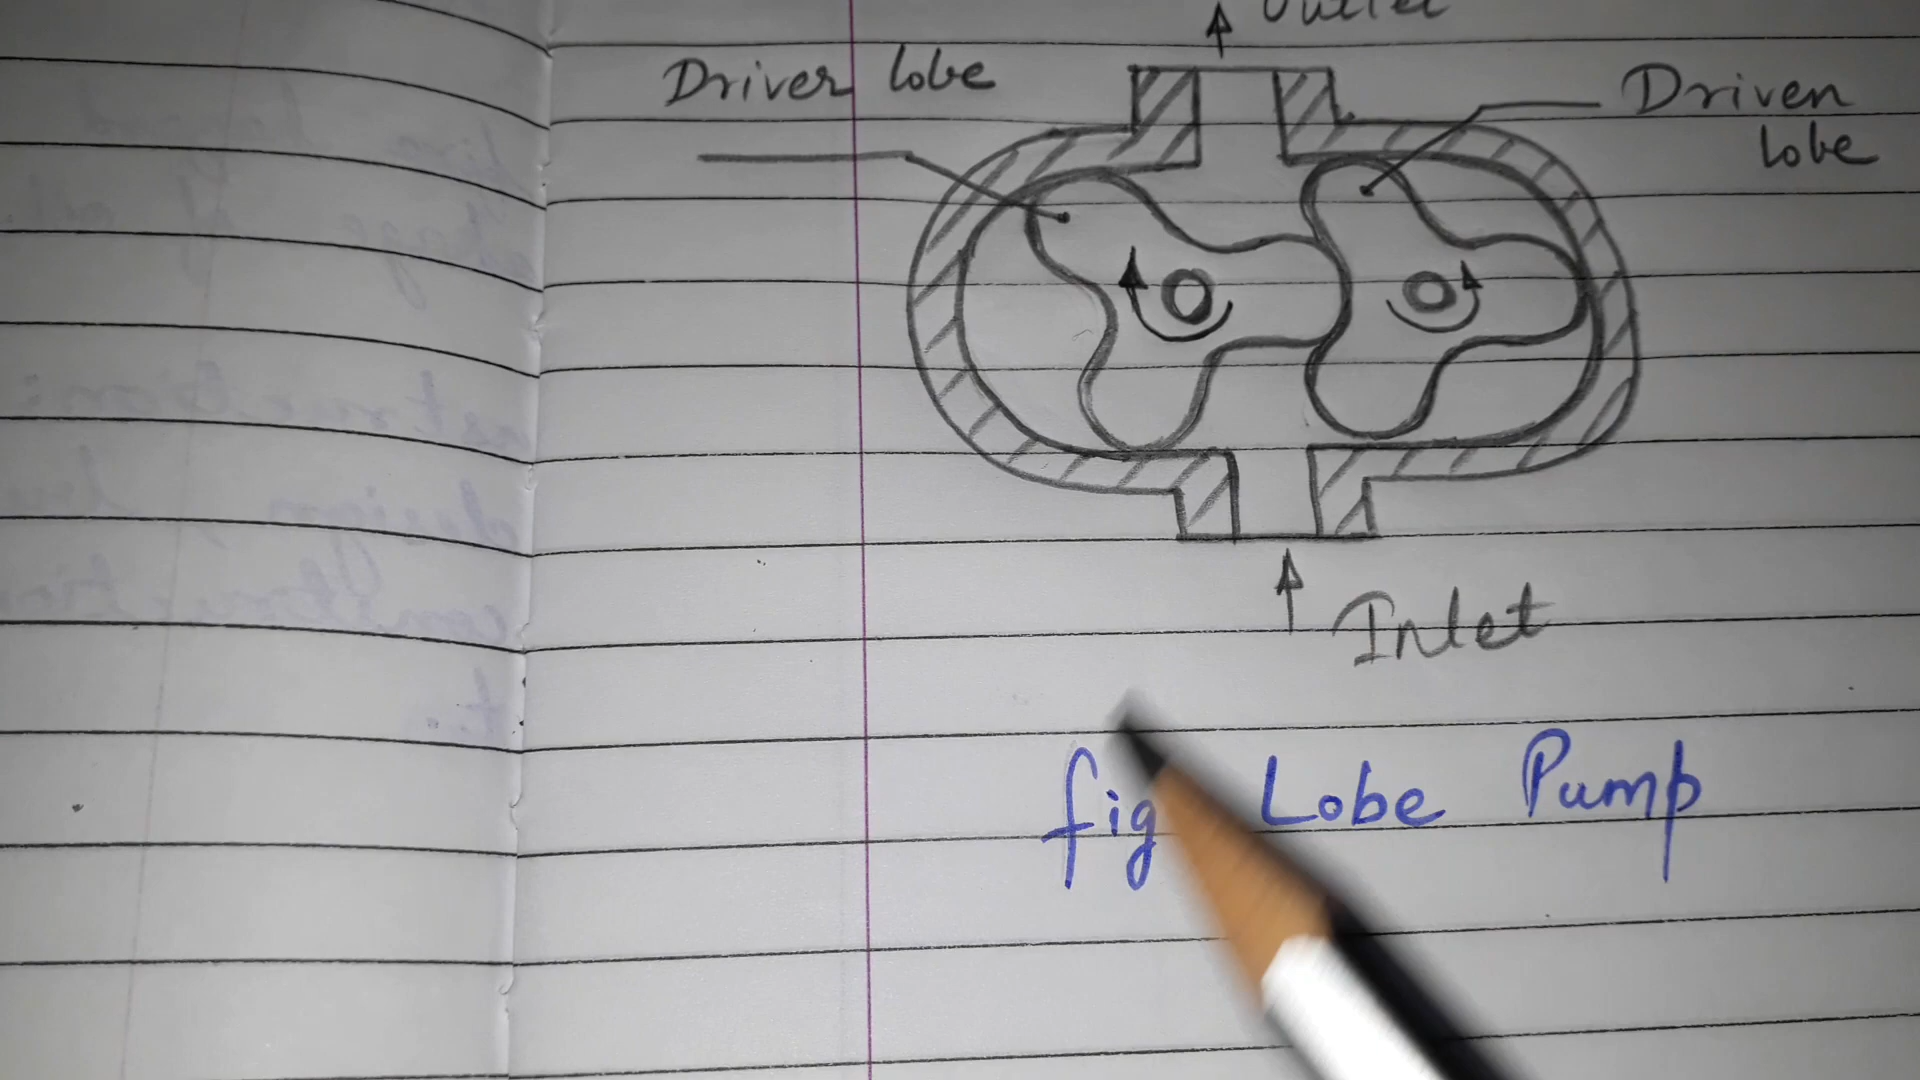 Outlet
Driver lobe
Driven
lobe
Inlet
fig Lobe Pump